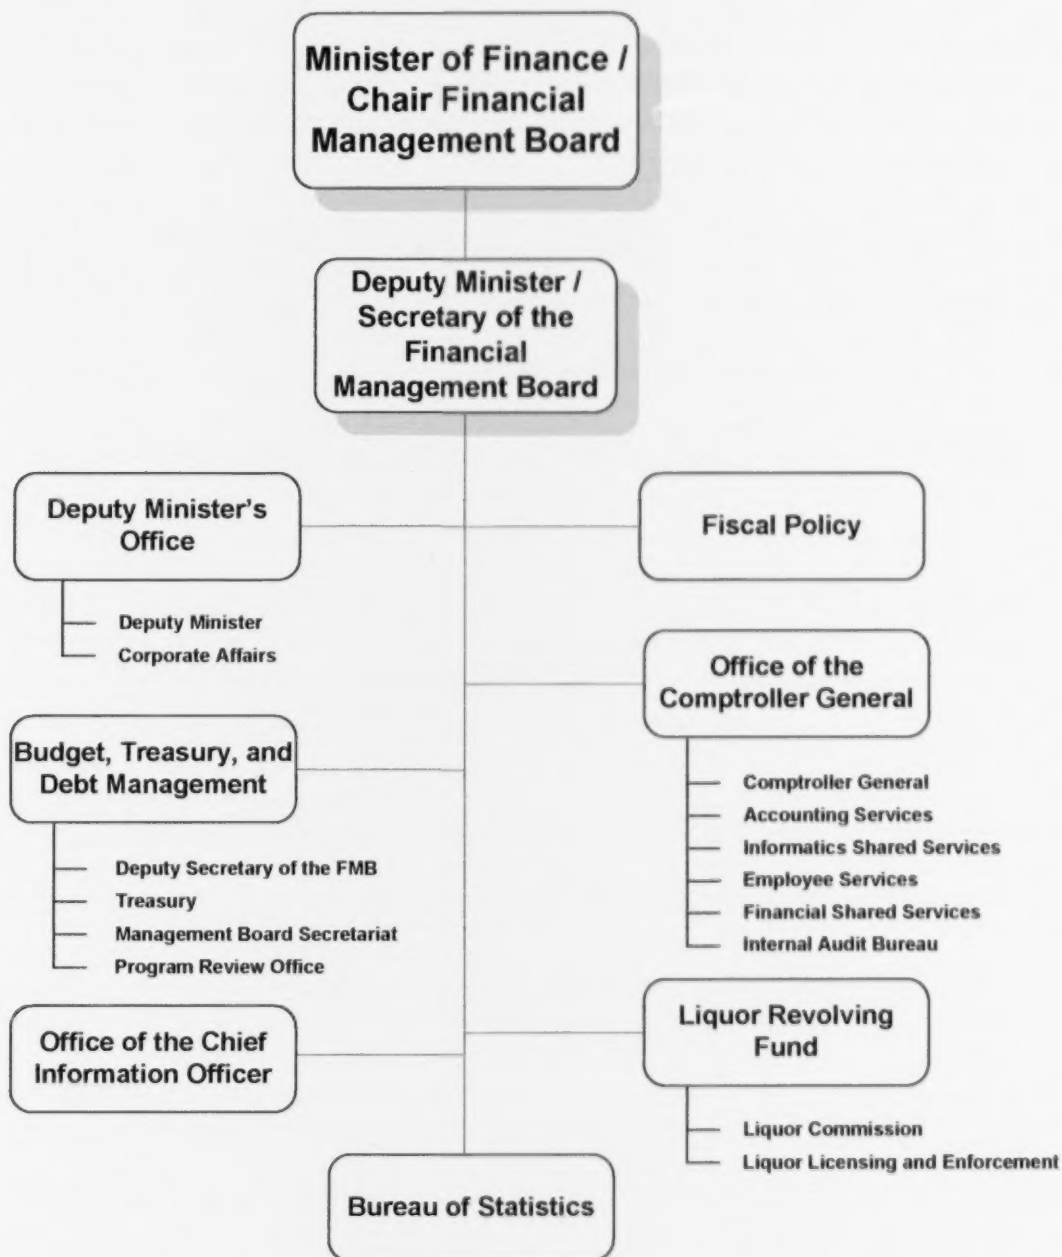 Minister of Finance /
Chair Financial
Management Board
Deputy Minister /
Secretary of the
Financial
Management Board
Deputy Minister's
Office
Deputy Minister
Corporate Affairs
Fiscal Policy
Office of the
Comptroller General
Comptroller General
Accounting Services
Informatics Shared Services
Employee Services
Financial Shared Services
Internal Audit Bureau
Budget, Treasury, and
Debt Management
Deputy Secretary of the FMB
Treasury
Management Board Secretariat
Program Review Office
Office of the Chief
Information Officer
Liquor Revolving
Fund
Liquor Commission
Liquor Licensing and Enforcement
Bureau of Statistics